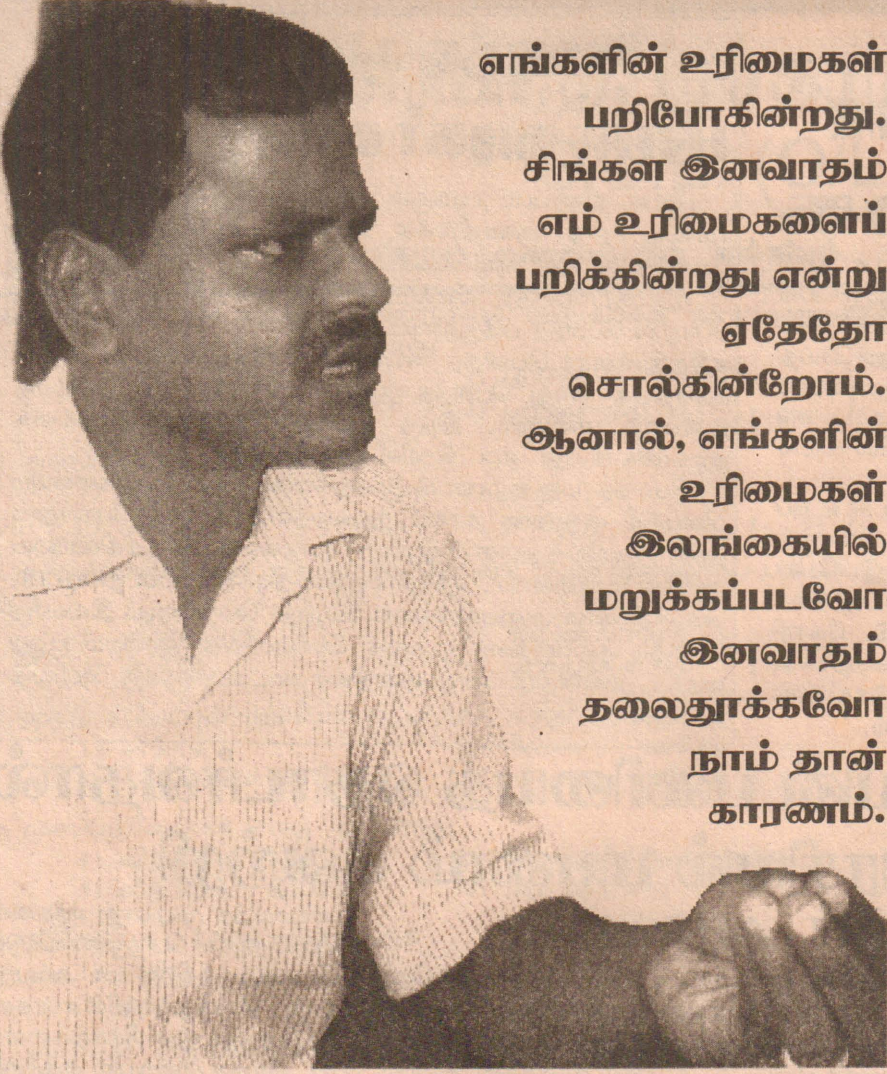 எங்களின் உரிமைகள்
பறிபோகின்றது.
சிங்கள இனவாதம்
எம் உரிமைகளைப்
பறிக்கின்றது என்று
ஏதேதோ
சொல்கின்றோம்.
ஆனால், எங்களின்
உரிமைகள்
இலங்கையில்
மறுக்கப்படவோ
இனவாதம்
தலைதூக்கவோ
நாம் தான்
காரணம்.